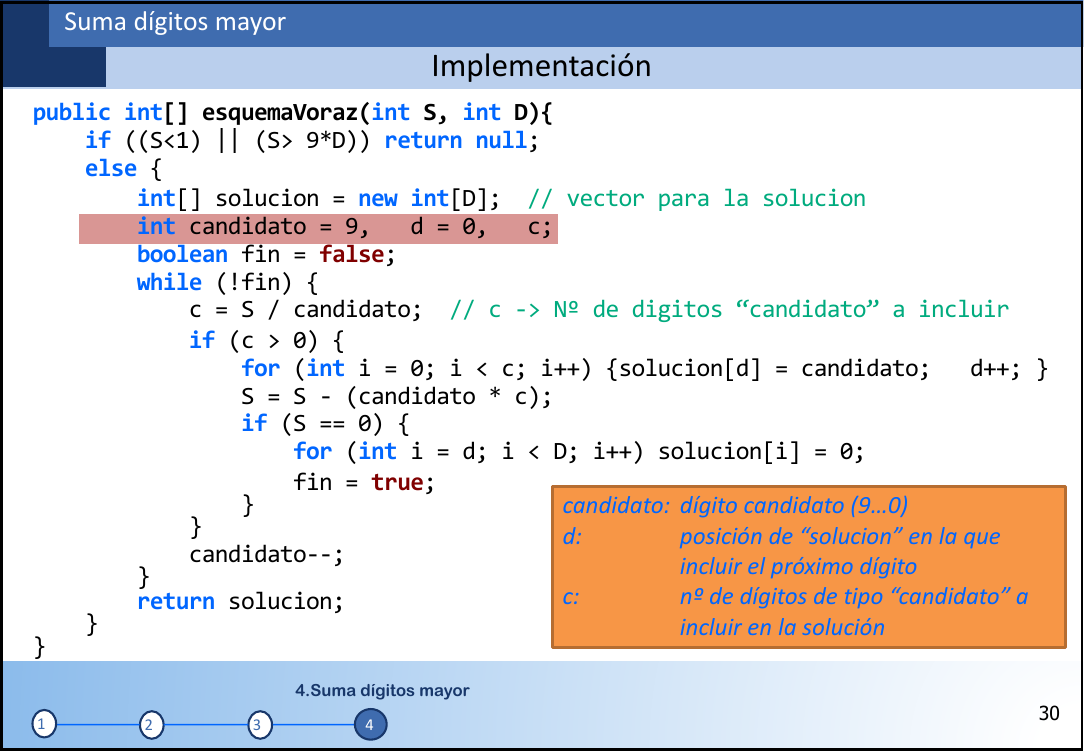 Suma dígitos mayor
Implementación
public int[] esquemaVoraz(int S, int D){
if ((S<1) || (S> 9*D)) return null;
else {
int[] solucion = new int[D];  // vector para la solucion
int candidato = 9,   d = 0,   c;
boolean fin = false;
while (!fin) {
c = S / candidato;  // c -> Nº de digitos “candidato” a incluir
if (c > 0) {
for (int i = 0; i < c; i++) {solucion[d] = candidato;   d++; }
S = S - (candidato * c);
if (S == 0) {
for (int i = d; i < D; i++) solucion[i] = 0;
fin = true;
}
}
candidato--;
}
return solucion;
}
}
candidato: dígito candidato (9…0)
d: posición de “solucion” en la que
incluir el próximo dígito
c: nº de dígitos de tipo “candidato” a
incluir en la solución
4.Suma dígitos mayor
1 2 3 4
30